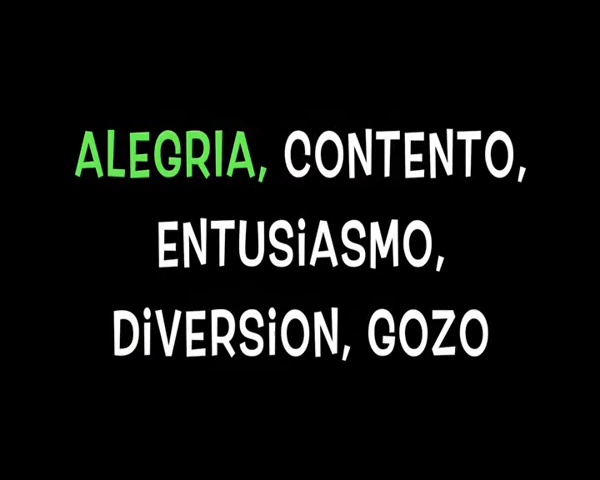 ALEGRIA, CONTENTO,
ENTUSiASMO,
DiVERSiON, GOZO